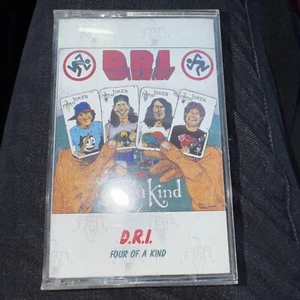 D.R.I.
JOKER JOKER JOKER JOKER
Kind
D.R.I.
FOUR OF A KIND